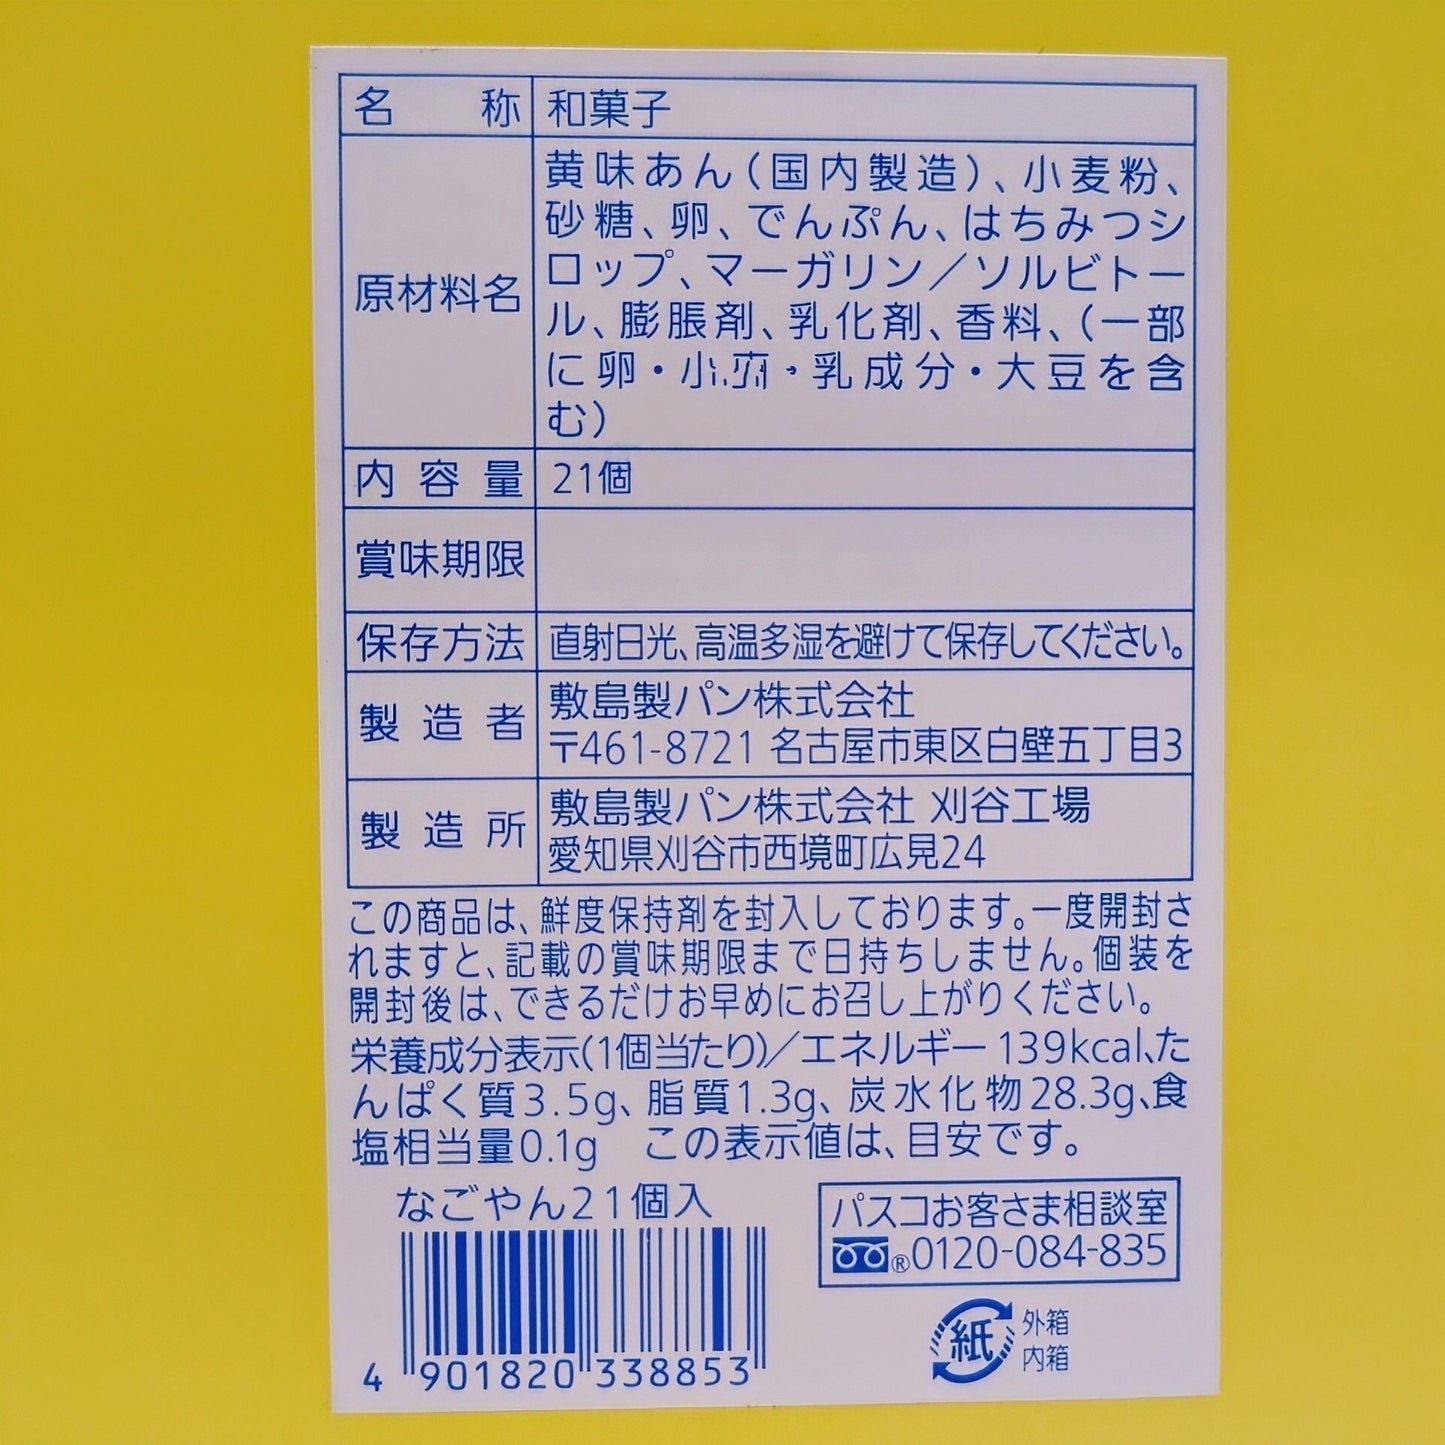 名称 和菓子
原材料名
黄味あん(国内製造)、小麦粉、
砂糖、卵、でんぷん、はちみつシ
ロップ、マーガリン/ソルビトー
ル、膨脹剤、乳化剤、香料、(一部
に卵・小・乳成分・大豆を含
む)
内容量 21個
賞味期限
保存方法 直射日光、高温多湿を避けて保存してください。
製造者
敷島製パン株式会社
〒461-8721 名古屋市東区白壁五丁目3
製造所
敷島製パン株式会社 刈谷工場
愛知県刈谷市西境町広見24
この商品は、鮮度保持剤を封入しております。一度開封さ
れますと、記載の賞味期限まで日持ちしません。個装を
開封後は、できるだけお早めにお召し上がりください。
栄養成分表示(1個当たり)/エネルギー139kcal、た
んぱく質3.5g、脂質1.3g、炭水化物28.3g、食
塩相当量0.1g この表示値は、目安です。
なごやん21個入
4 901820 338853
パスコお客さま相談室
®0120-084-835
紙
外箱
内箱